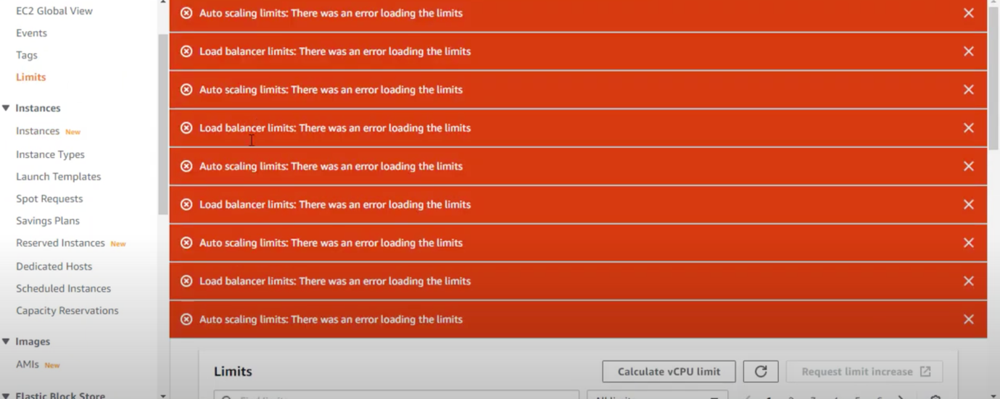 EC2 Global View
Events
Tags
Limits
Instances
Instances New
Instance Types
Launch Templates
Spot Requests
Savings Plans
Reserved Instances New
Dedicated Hosts
Scheduled Instances
Capacity Reservations
Images
AMIs New
Elastic Block Store
Auto scaling limits: There was an error loading the limits
Load balancer limits: There was an error loading the limits
Auto scaling limits: There was an error loading the limits
Load balancer limits: There was an error loading the limits
Auto scaling limits: There was an error loading the limits
Load balancer limits: There was an error loading the limits
Auto scaling limits: There was an error loading the limits
Load balancer limits: There was an error loading the limits
Auto scaling limits: There was an error loading the limits
Limits
Calculate vCPU limit
Request limit increase